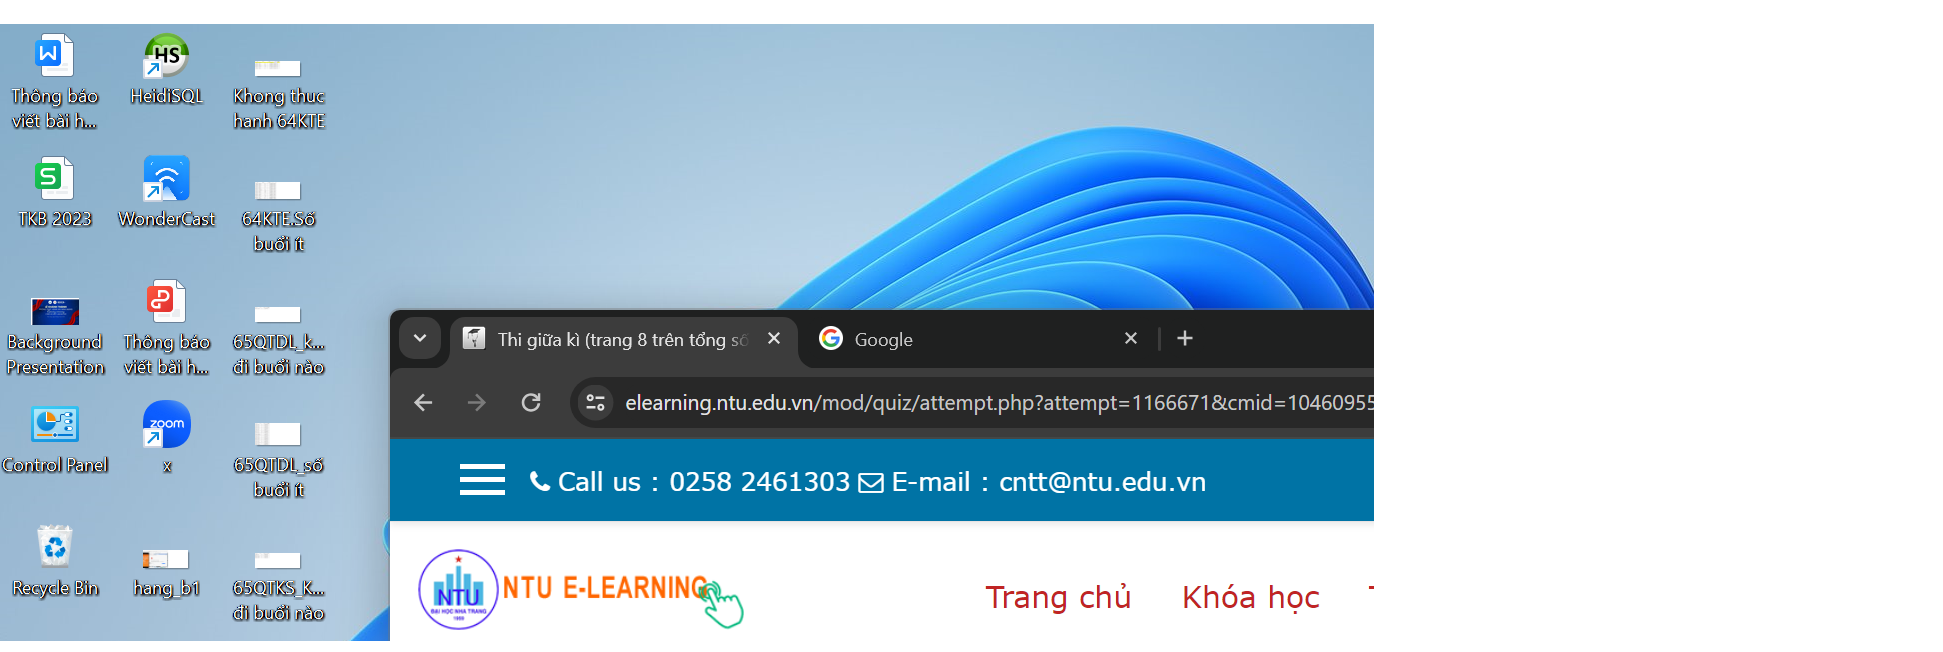 Thông báo
viết bài h...
HeidiSQL
Khong thuc
hanh 64KTE
TKB 2023
WonderCast
64KTE.Số
buổi ít
Background
Presentation
Thông báo
viết bài h...
65QTDL_k...
đi buổi nào
Control Panel
zoom
x
65QTDL_số
buổi ít
Recycle Bin
hang_b1
65QTKS_K...
đi buổi nào
Thi giữa kì (trang 8 trên tổng số
Google
elearning.ntu.edu.vn/mod/quiz/attempt.php?attempt=1166671&cmid=10460955
Call us : 0258 2461303 E-mail : cntt@ntu.edu.vn
NTU
ĐẠI HỌC NHA TRANG
1959
NTU E-LEARNING
Trang chủ
Khóa học